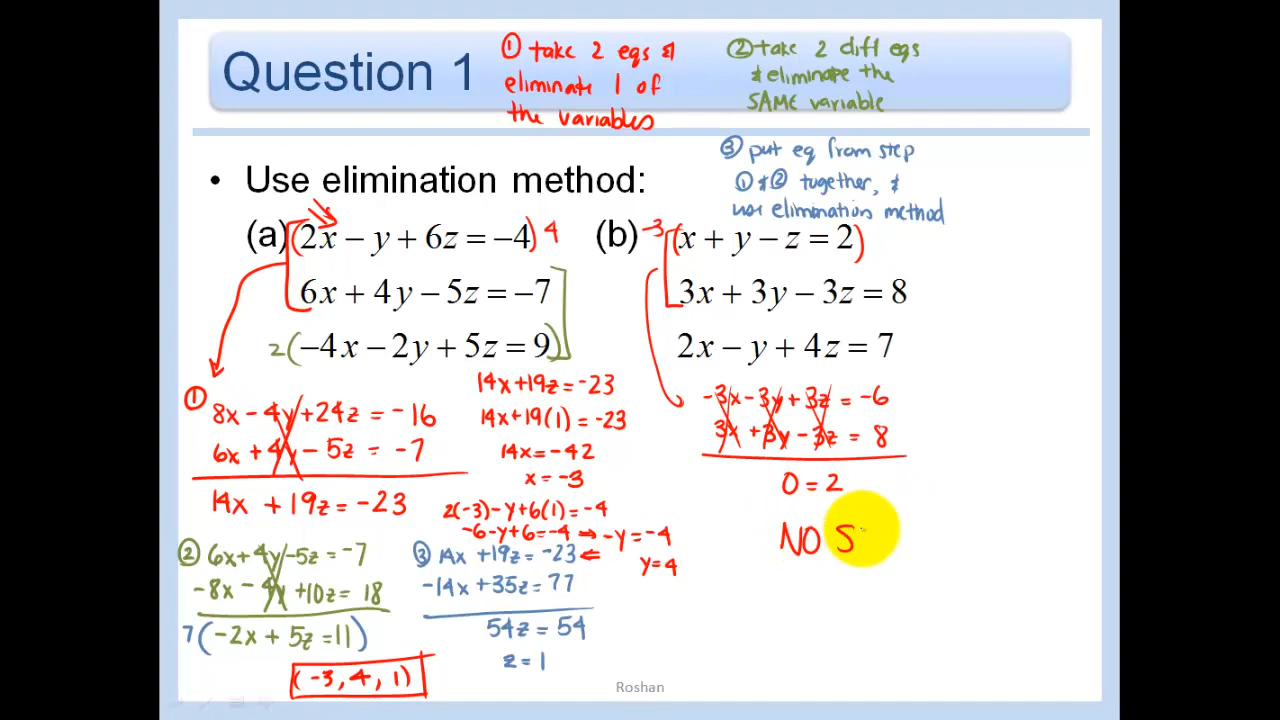 Question 1
① take 2 eqs &
eliminate 1 of
the variables
② take 2 diff eqs
& eliminate the
SAME variable
③ put eq from step
① & ② together, &
use elimination method
• Use elimination method:
(a) (2x − y + 6z = −4) 4
6x + 4y − 5z = −7
2(−4x − 2y + 5z = 9)
(b) -3(x + y − z = 2)
3x + 3y − 3z = 8
2x − y + 4z = 7
①
8x - 4y + 24z = -16
6x + 4y - 5z = -7
14x + 19z = -23
② 6x + 4y - 5z = -7
-8x - 4y + 10z = 18
7(-2x + 5z = 11)
(-3, 4, 1)
14x + 19z = -23
14x + 19(1) = -23
14x = -42
x = -3
2(-3) - y + 6(1) = -4
-6 - y + 6 = -4 → -y = -4
y = 4
③ 14x + 19z = -23 ⇐
-14x + 35z = 77
54z = 54
z = 1
-3x - 3y + 3z = -6
3x + 3y - 3z = 8
0 = 2
NO S
Roshan